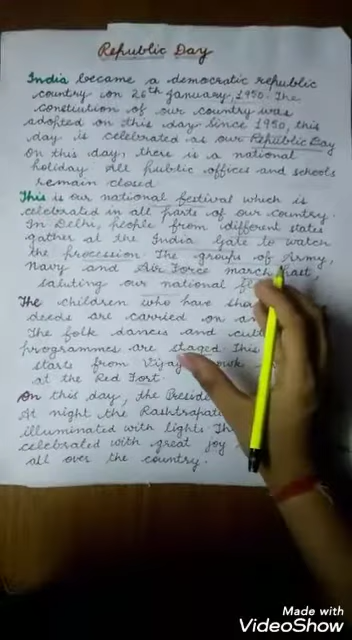 Republic Day
India became a democratic republic
country on 26th January, 1950. The
constitution of our country was
adopted on this day. Since 1950, this
day is celebrated as our Republic Day
On this day, there is a national
holiday. All public offices and schools
remain closed
This is our national festival which is
celebrated in all parts of our country.
In Delhi, people from different states
gather at the India Gate to watch
the procession The groups of Army,
Navy and Air Force march past,
saluting our national
The children who have
deeds are carried on
The folk dances and
programmes are staged This
starts from Vijay
at the Red Fort.
On this day, the
At night the
illuminated with lights.
celebrated with great joy
all over the country.
Made with
VideoShow